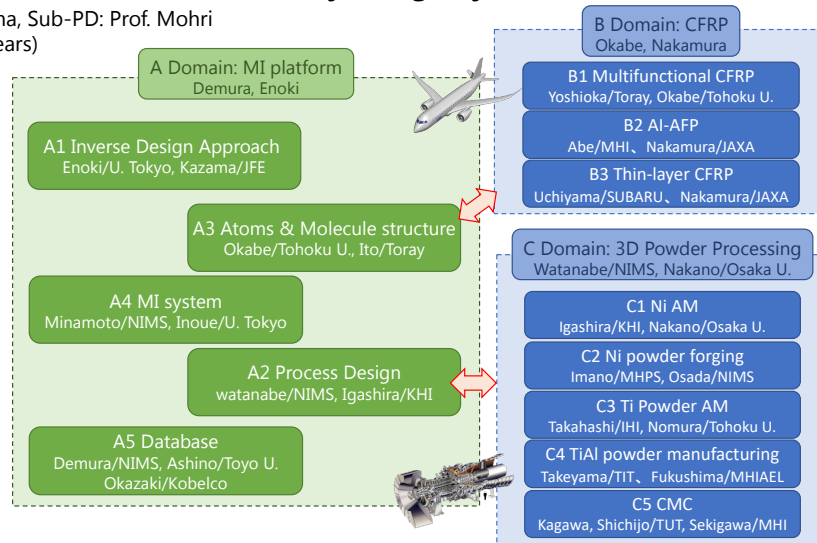 Sub-PD: Prof. Mohri
A Domain: MI platform
Demura, Enoki
A1 Inverse Design Approach
Enoki/U. Tokyo, Kazama/JFE
A3 Atoms & Molecule structure
Okabe/Tohoku U., Ito/Toray
A4 MI system
Minamoto/NIMS, Inoue/U. Tokyo
A2 Process Design
watanabe/NIMS, Igashira/KHI
A5 Database
Demura/NIMS, Ashino/Toyo U.
Okazaki/Kobelco
B Domain: CFRP
Okabe, Nakamura
B1 Multifunctional CFRP
Yoshioka/Toray, Okabe/Tohoku U.
B2 AI-AFP
Abe/MHI、Nakamura/JAXA
B3 Thin-layer CFRP
Uchiyama/SUBARU、Nakamura/JAXA
C Domain: 3D Powder Processing
Watanabe/NIMS, Nakano/Osaka U.
C1 Ni AM
Igashira/KHI, Nakano/Osaka U.
C2 Ni powder forging
Imano/MHPS, Osada/NIMS
C3 Ti Powder AM
Takahashi/IHI, Nomura/Tohoku U.
C4 TiAl powder manufacturing
Takeyama/TIT、Fukushima/MHIAEL
C5 CMC
Kagawa, Shichijo/TUT, Sekigawa/MHI